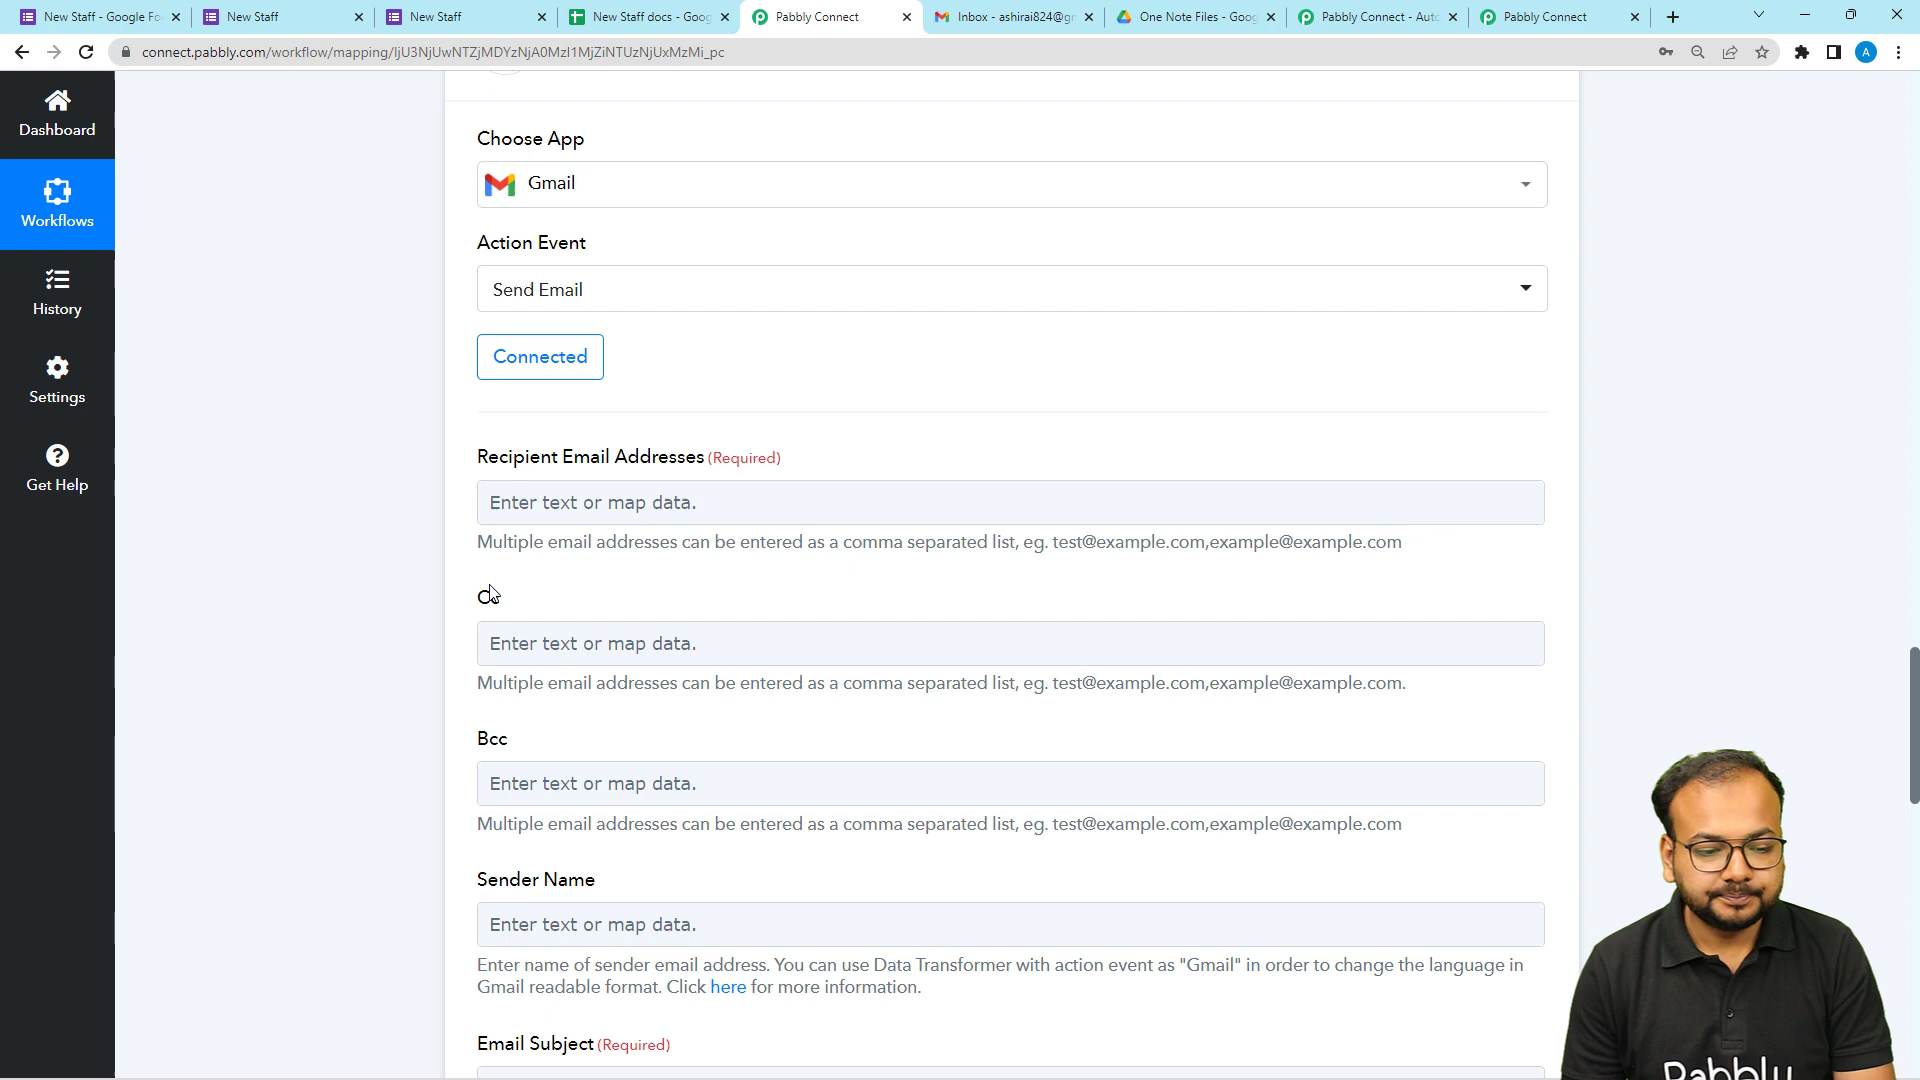 New Staff - Google Fo
New Staff
New Staff
New Staff docs - Goog
Pabbly Connect
Inbox - ashirai824@gr
One Note Files - Goog
Pabbly Connect - Auto
Pabbly Connect
connect.pabbly.com/workflow/mapping/IjU3NjUwNTZjMDYzNjA0MzI1MjZiNTUzNjUxMzMi_pc
A
Dashboard
Workflows
History
Settings
Get Help
Choose App
Gmail
Action Event
Send Email
Connected
Recipient Email Addresses (Required)
Enter text or map data.
Multiple email addresses can be entered as a comma separated list, eg. test@example.com,example@example.com
Enter text or map data.
Multiple email addresses can be entered as a comma separated list, eg. test@example.com,example@example.com.
Bcc
Enter text or map data.
Multiple email addresses can be entered as a comma separated list, eg. test@example.com,example@example.com
Sender Name
Enter text or map data.
Enter name of sender email address. You can use Data Transformer with action event as "Gmail" in order to change the language in
Gmail readable format. Click here for more information.
Email Subject (Required)
Pabbly